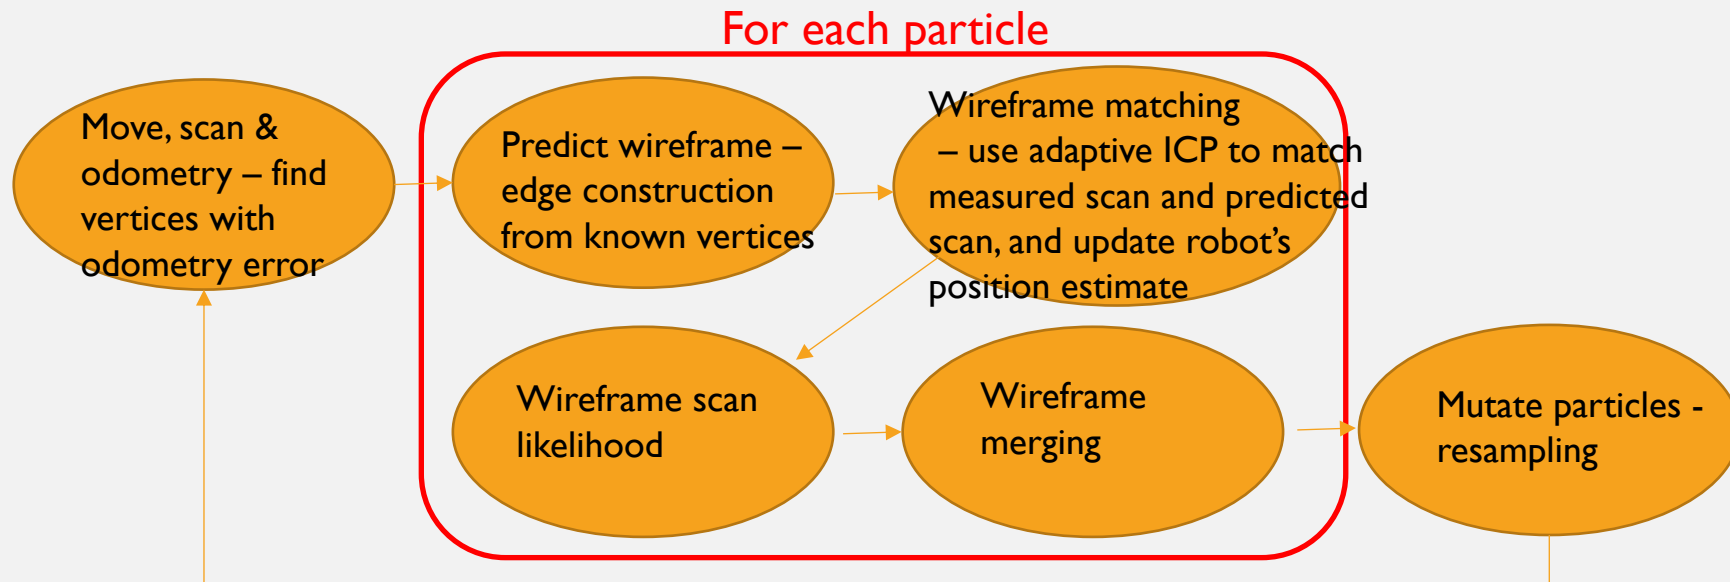 For each particle
Move, scan &
odometry – find
vertices with
odometry error
Predict wireframe –
edge construction
from known vertices
Wireframe matching
– use adaptive ICP to match
measured scan and predicted
scan, and update robot’s
position estimate
Wireframe scan
likelihood
Wireframe
merging
Mutate particles -
resampling